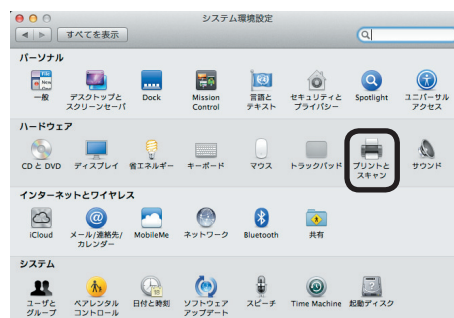 システム環境設定
すべてを表示
パーソナル
一般
デスクトップと
スクリーンセーバ
Dock
Mission
Control
言語と
テキスト
セキュリティと
プライバシー
Spotlight
ユニバーサル
アクセス
ハードウェア
CD と DVD
ディスプレイ
省エネルギー
キーボード
マウス
トラックパッド
プリントと
スキャン
サウンド
インターネットとワイヤレス
iCloud
メール/連絡先/
カレンダー
MobileMe
ネットワーク
Bluetooth
共有
システム
ユーザと
グループ
ペアレンタル
コントロール
日付と時刻
ソフトウェア
アップデート
スピーチ
Time Machine
起動ディスク